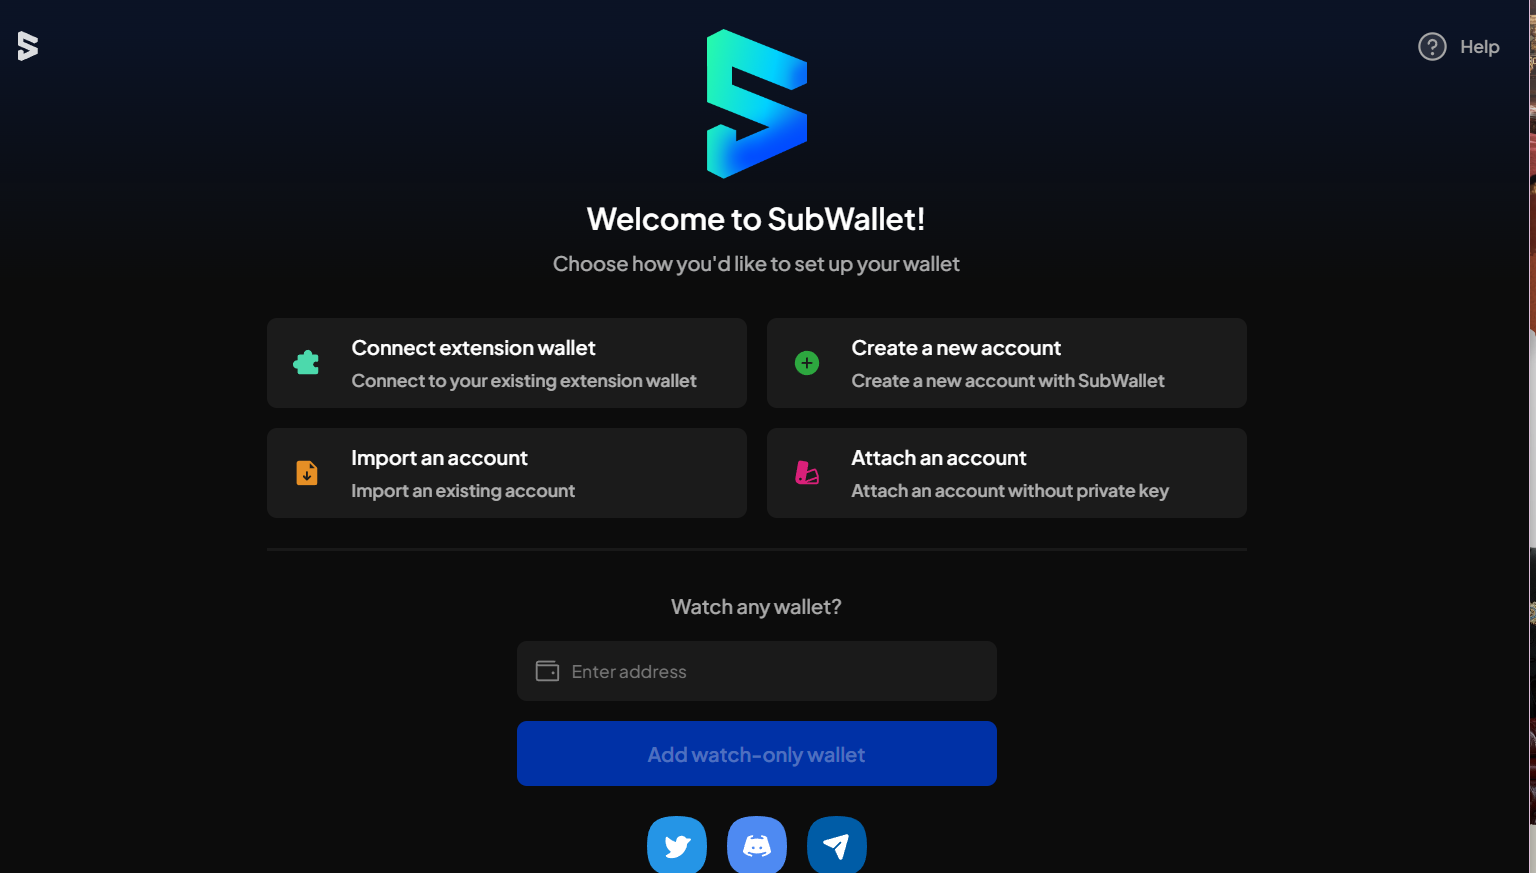 Help
Welcome to SubWallet!
Choose how you'd like to set up your wallet
Connect extension wallet
Connect to your existing extension wallet
Create a new account
Create a new account with SubWallet
Import an account
Import an existing account
Attach an account
Attach an account without private key
Watch any wallet?
Enter address
Add watch-only wallet